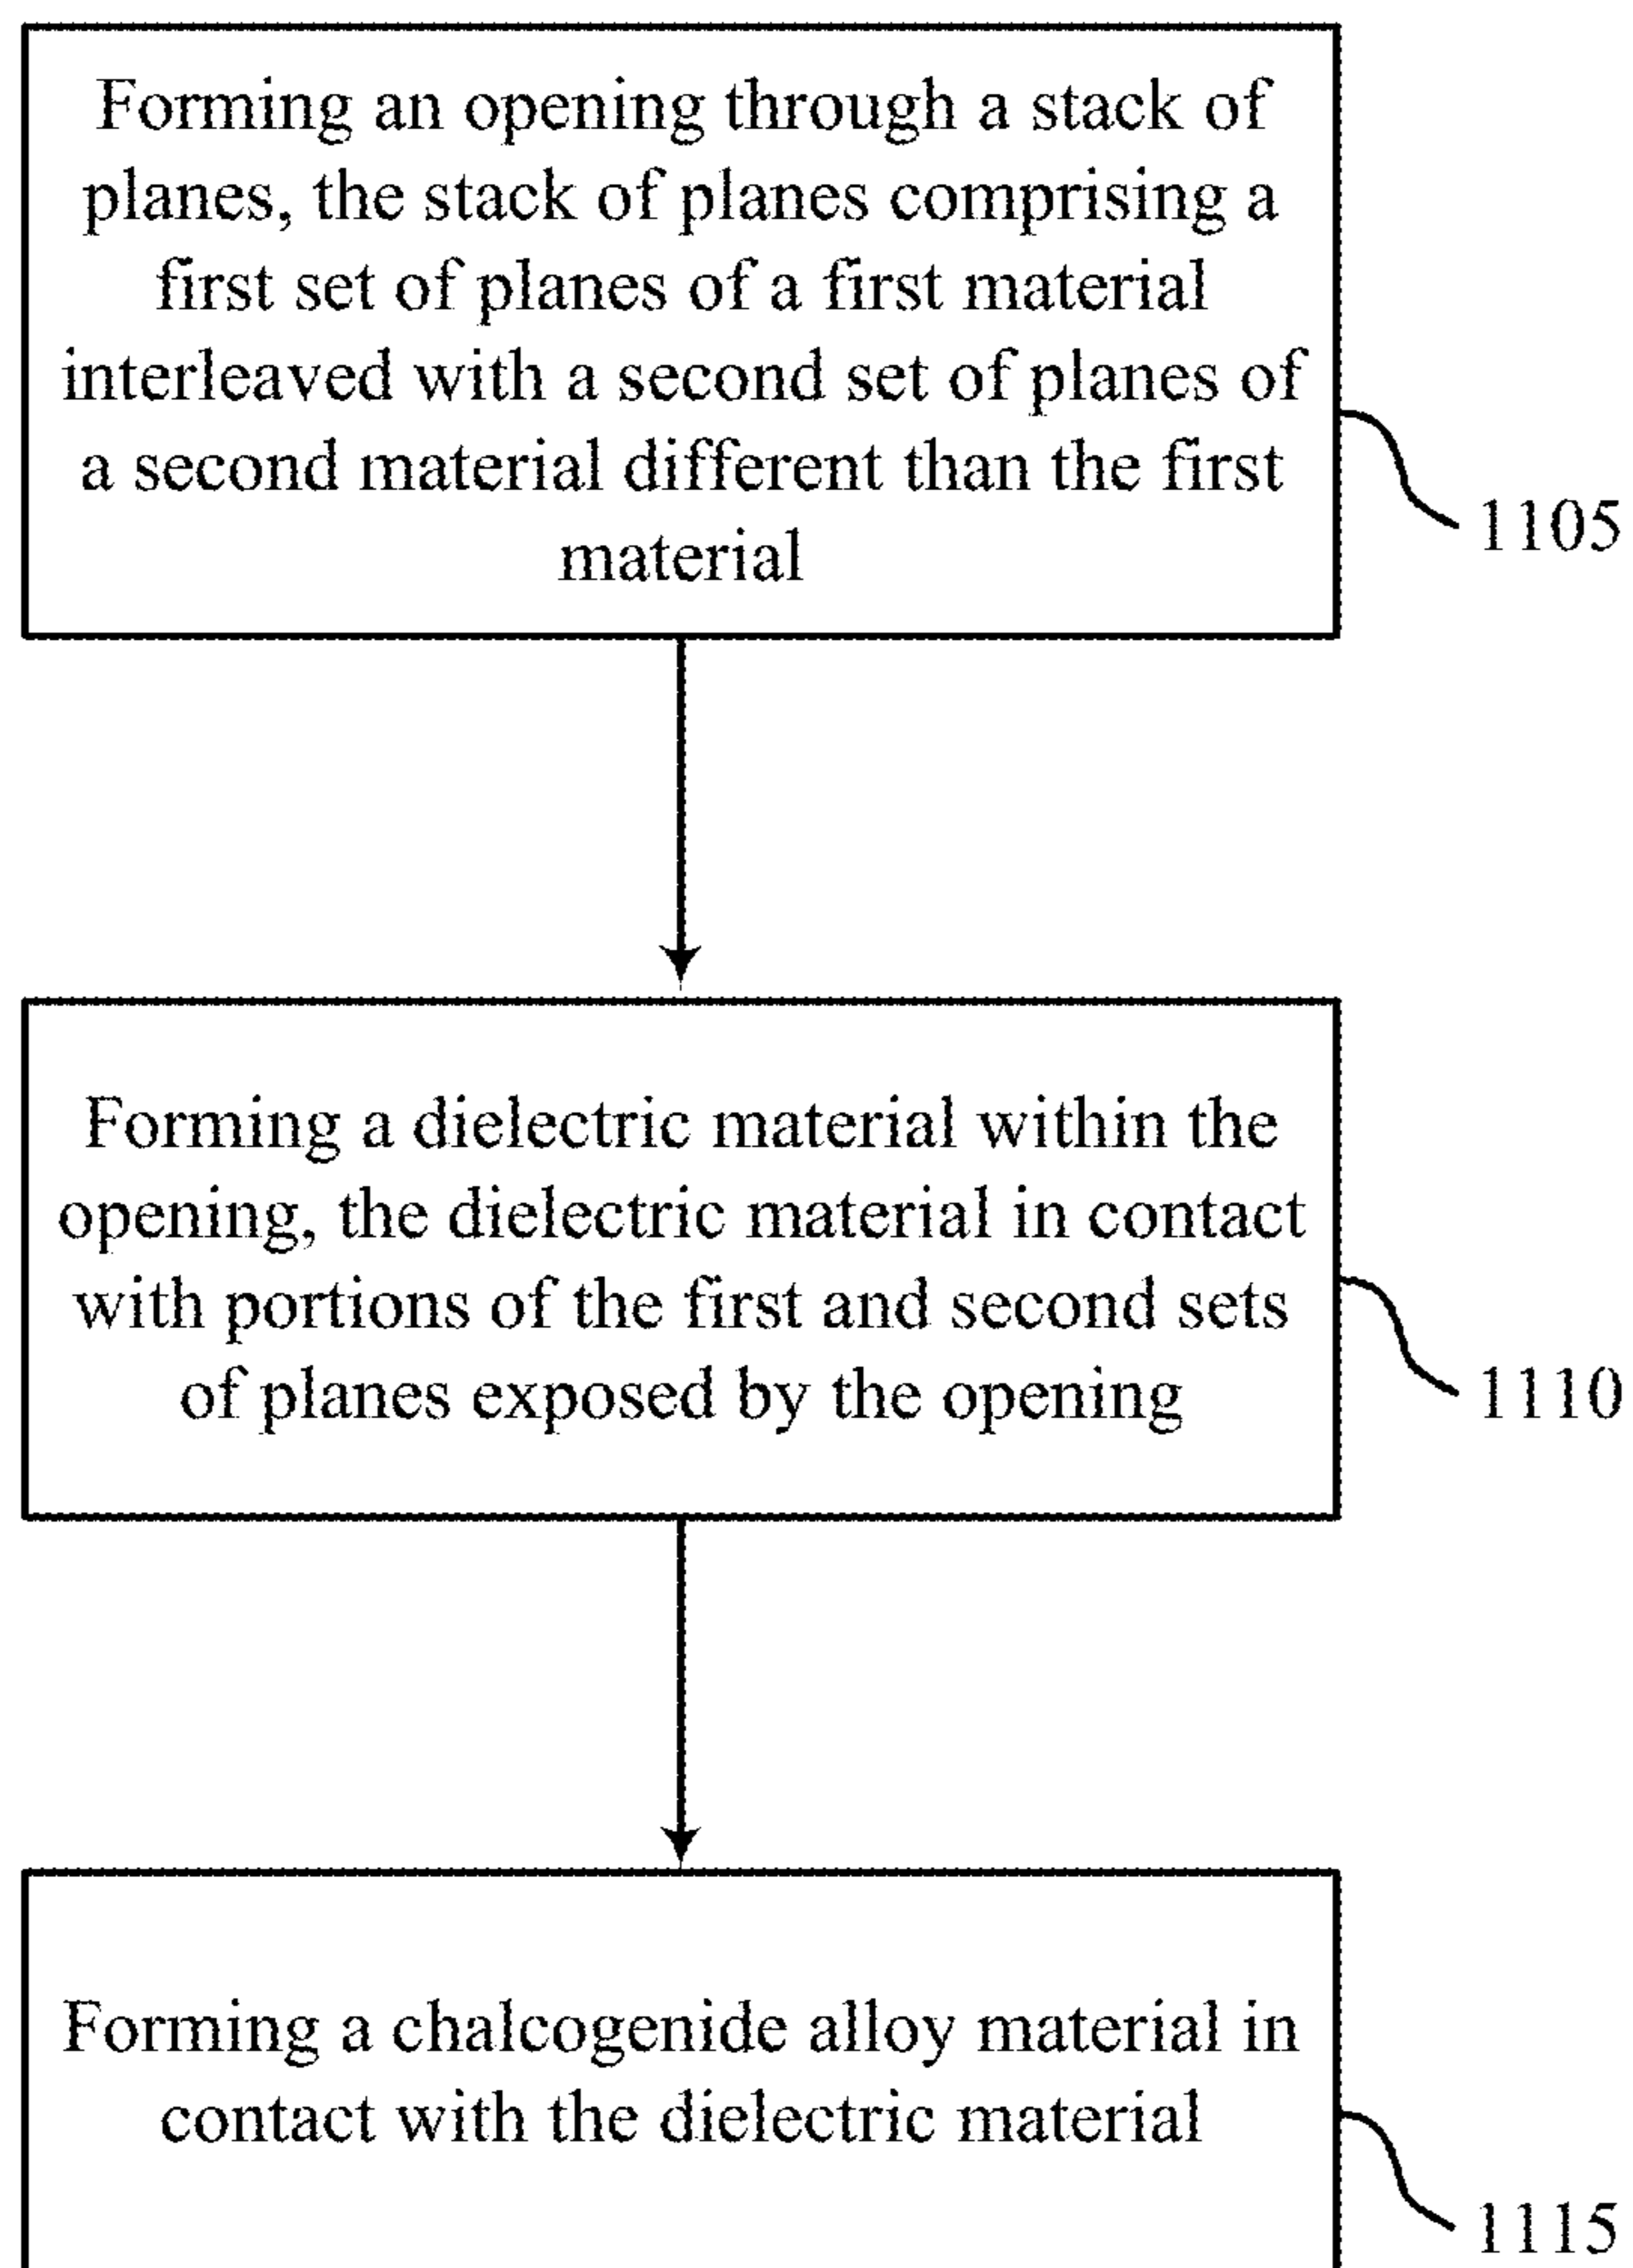 Forming an opening through a stack of
planes, the stack of planes comprising a
first set of planes of a first material
interleaved with a second set of planes of
a second material different than the first
material
1105
Forming a dielectric material within the
opening, the dielectric material in contact
with portions of the first and second sets
of planes exposed by the opening
1110
Forming a chalcogenide alloy material in
contact with the dielectric material
1115